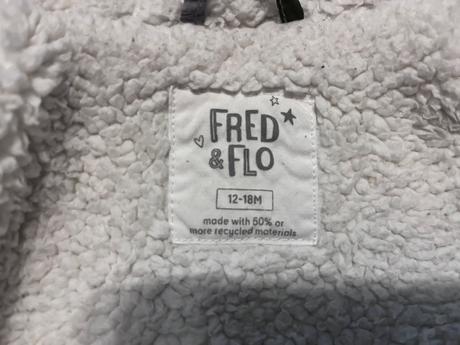 FRED
& FLO
12-18M
made with 50% or
more recycled materials